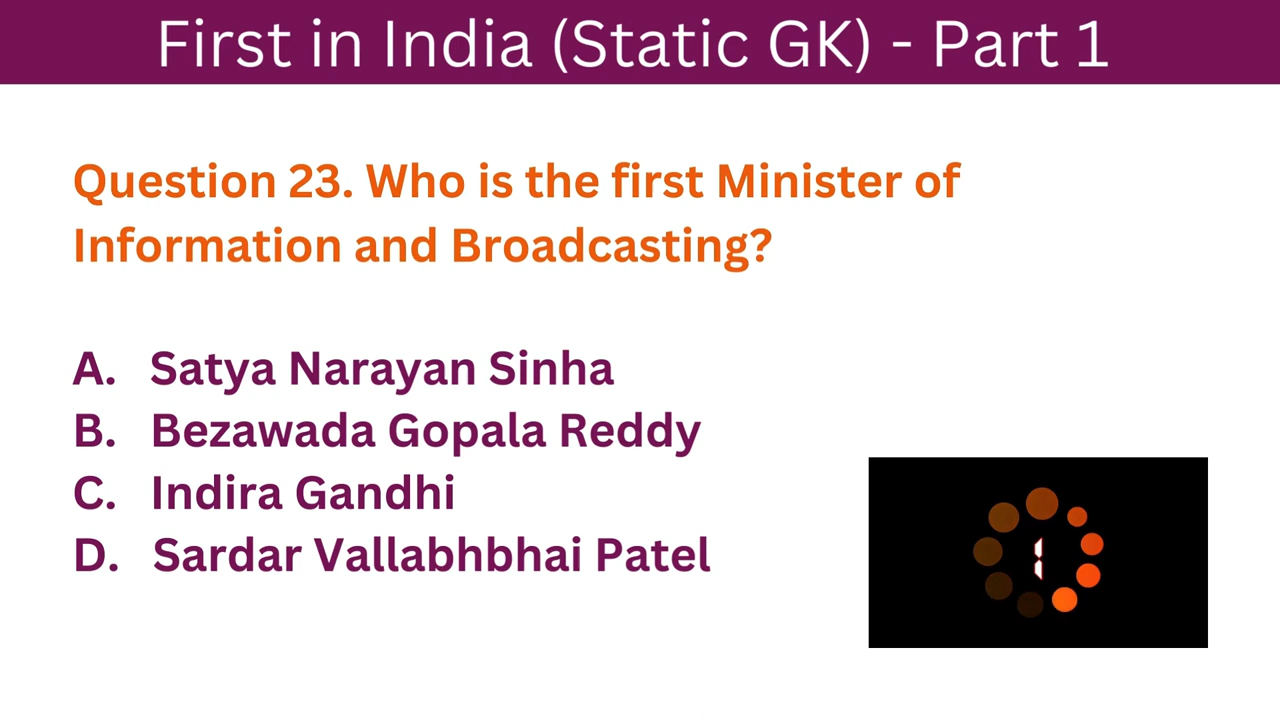 First in India (Static GK) - Part 1
Question 23. Who is the first Minister of
Information and Broadcasting?
A. Satya Narayan Sinha
B. Bezawada Gopala Reddy
C. Indira Gandhi
D. Sardar Vallabhbhai Patel
1